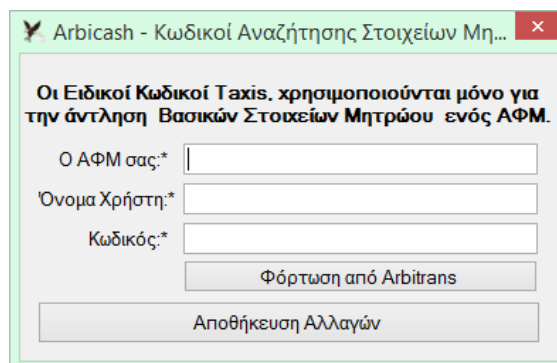 Arbicash - Κωδικοί Αναζήτησης Στοιχείων Μη...
Οι Ειδικοί Κωδικοί Taxis, χρησιμοποιούνται μόνο για
την άντληση Βασικών Στοιχείων Μητρώου ενός ΑΦΜ.
Ο ΑΦΜ σας:*
Όνομα Χρήστη:*
Κωδικός:*
Φόρτωση από Arbitrans
Αποθήκευση Αλλαγών